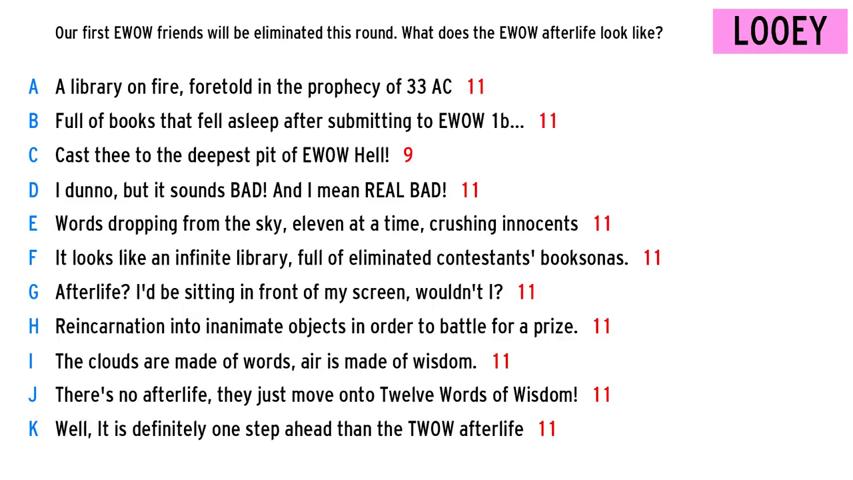 Our first EWOW friends will be eliminated this round. What does the EWOW afterlife look like?
LOOEY
A A library on fire, foretold in the prophecy of 33 AC 11
B Full of books that fell asleep after submitting to EWOW 1b... 11
C Cast thee to the deepest pit of EWOW Hell! 9
D I dunno, but it sounds BAD! And I mean REAL BAD! 11
E Words dropping from the sky, eleven at a time, crushing innocents 11
F It looks like an infinite library, full of eliminated contestants' booksonas. 11
G Afterlife? I'd be sitting in front of my screen, wouldn't I? 11
H Reincarnation into inanimate objects in order to battle for a prize. 11
I The clouds are made of words, air is made of wisdom. 11
J There's no afterlife, they just move onto Twelve Words of Wisdom! 11
K Well, It is definitely one step ahead than the TWOW afterlife 11